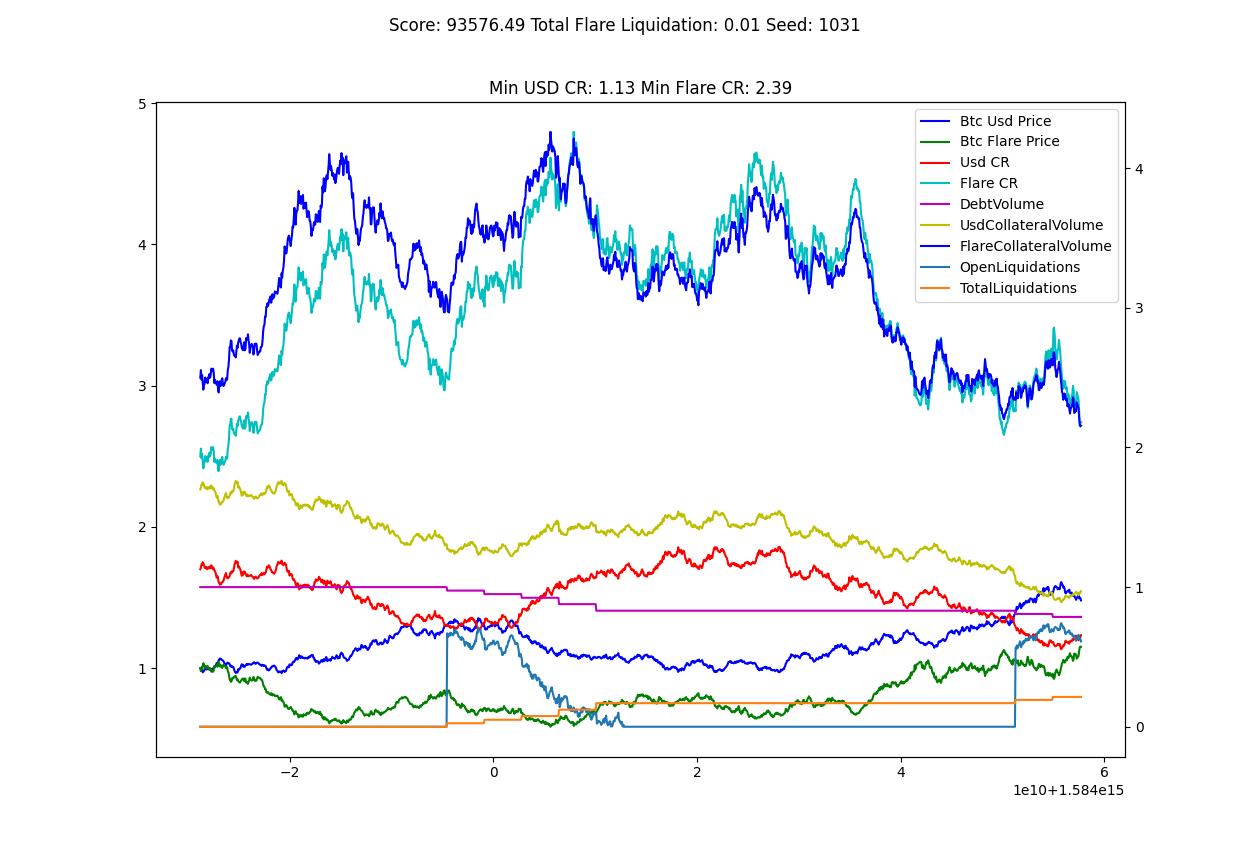 Score: 93576.49 Total Flare Liquidation: 0.01 Seed: 1031
Min USD CR: 1.13 Min Flare CR: 2.39
5
4
3
2
1
4
3
2
1
0
Btc Usd Price
Btc Flare Price
Usd CR
Flare CR
DebtVolume
UsdCollateralVolume
FlareCollateralVolume
OpenLiquidations
TotalLiquidations
−2 0 2 4 6
1e10+1.584e15